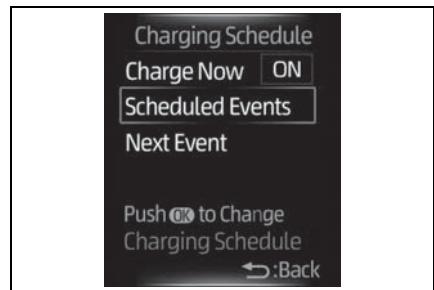 Charging Schedule
Charge Now ON
Scheduled Events
Next Event
Push OK to Change
Charging Schedule
:Back